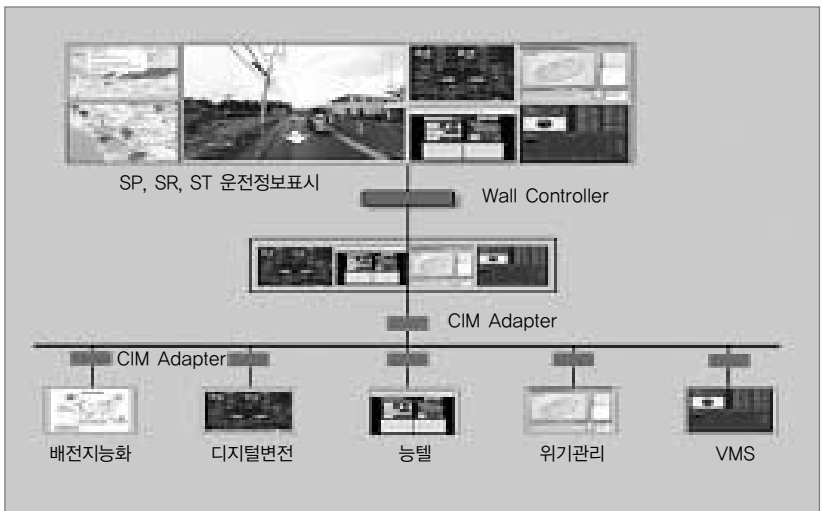 SP, SR, ST 운전정보표시
Wall Controller
CIM Adapter
CIM Adapter
배전지능화
디지털변전
능텔
위기관리
VMS